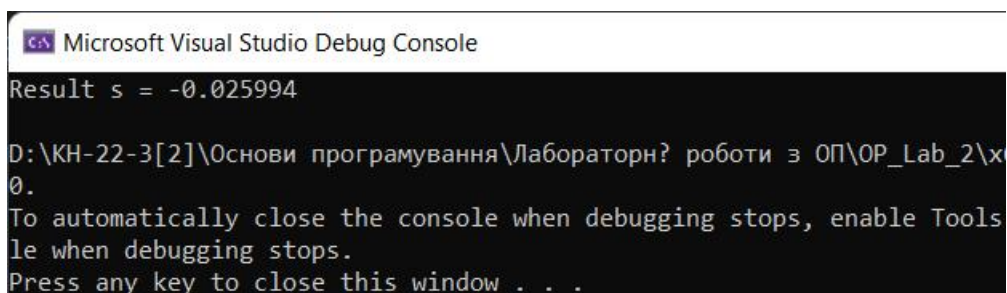 Microsoft Visual Studio Debug Console
Result s = -0.025994
D:\КН-22-3[2]\Основи програмування\Лабораторн? роботи з ОП\OP_Lab_2\x
0.
To automatically close the console when debugging stops, enable Tools
le when debugging stops.
Press any key to close this window . . .